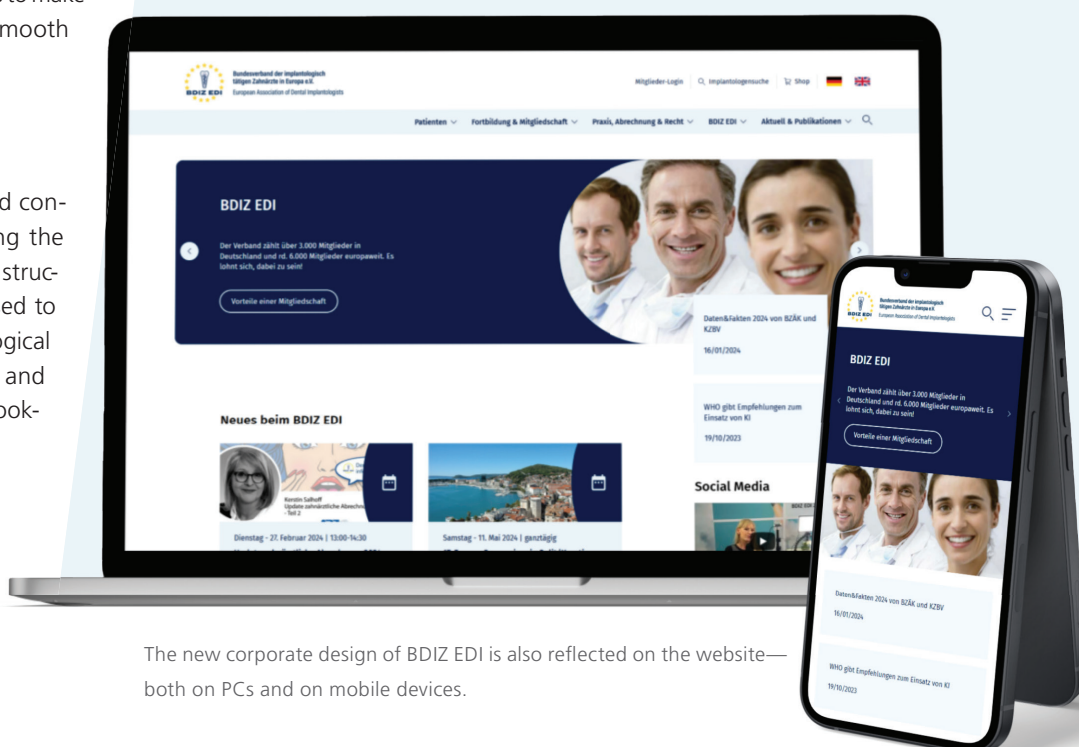 s to make
mooth
d con-
ng the
nstruc-
ed to
ogical
and
ook-
BDIZ EDI
Bundesverband der implantologisch
tätigen Zahnärzte in Europa e.V.
European Association of Dental Implantologists
Mitglieder-Login
Implantologensuche
Shop
Patienten
Fortbildung & Mitgliedschaft
Praxis, Abrechnung & Recht
BDIZ EDI
Aktuell & Publikationen
BDIZ EDI
Der Verband zählt über 3.000 Mitglieder in
Deutschland und rd. 6.000 Mitglieder europaweit. Es
lohnt sich, dabei zu sein!
Vorteile einer Mitgliedschaft
Daten&Fakten 2024 von BZÄK und
KZBV
16/01/2024
WHO gibt Empfehlungen zum
Einsatz von KI
19/10/2023
Neues beim BDIZ EDI
Kerstin Salhoff
Update zahnärztliche Abrechn
- Teil 2
Dienstag - 27. Februar 2024 | 13:00-14:30
Samstag - 11. Mai 2024 | ganztägig
Social Media
BDIZ EDI
Bundesverband der implantologisch
tätigen Zahnärzte in Europa e.V.
European Association of Dental Implantologists
BDIZ EDI
Der Verband zählt über 3.000 Mitglieder in
Deutschland und rd. 6.000 Mitglieder europaweit. Es
lohnt sich, dabei zu sein!
Vorteile einer Mitgliedschaft
Daten&Fakten 2024 von BZÄK und KZBV
16/01/2024
WHO gibt Empfehlungen zum Einsatz von KI
19/10/2023
The new corporate design of BDIZ EDI is also reflected on the website—
both on PCs and on mobile devices.